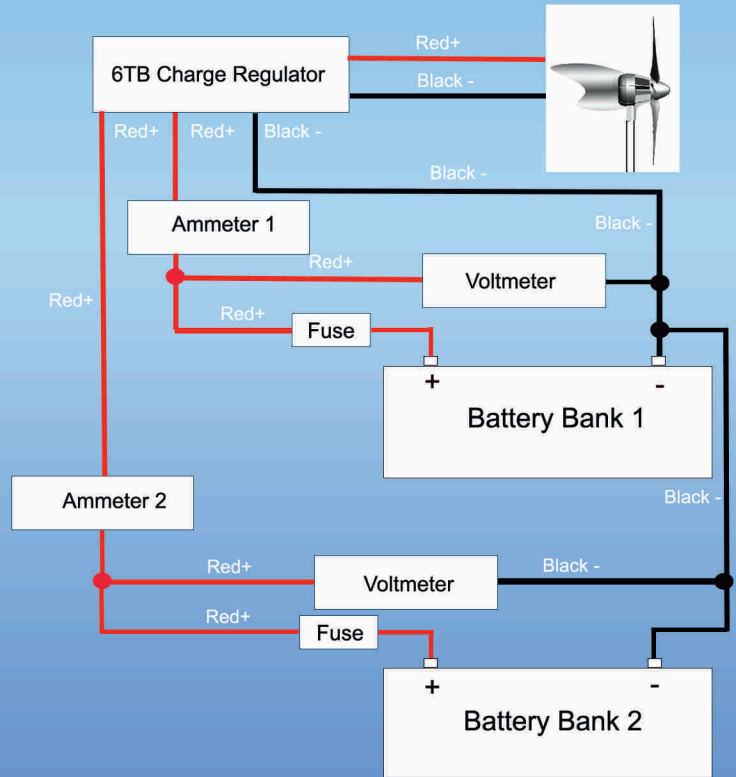 Red+
6TB Charge Regulator
Black -
Red+
Red+
Black -
Black -
Ammeter 1
Black -
Red+
Voltmeter
Red+
Red+
Fuse
+
-
Battery Bank 1
Ammeter 2
Black -
Red+
Black -
Voltmeter
Red+
Fuse
+
-
Battery Bank 2